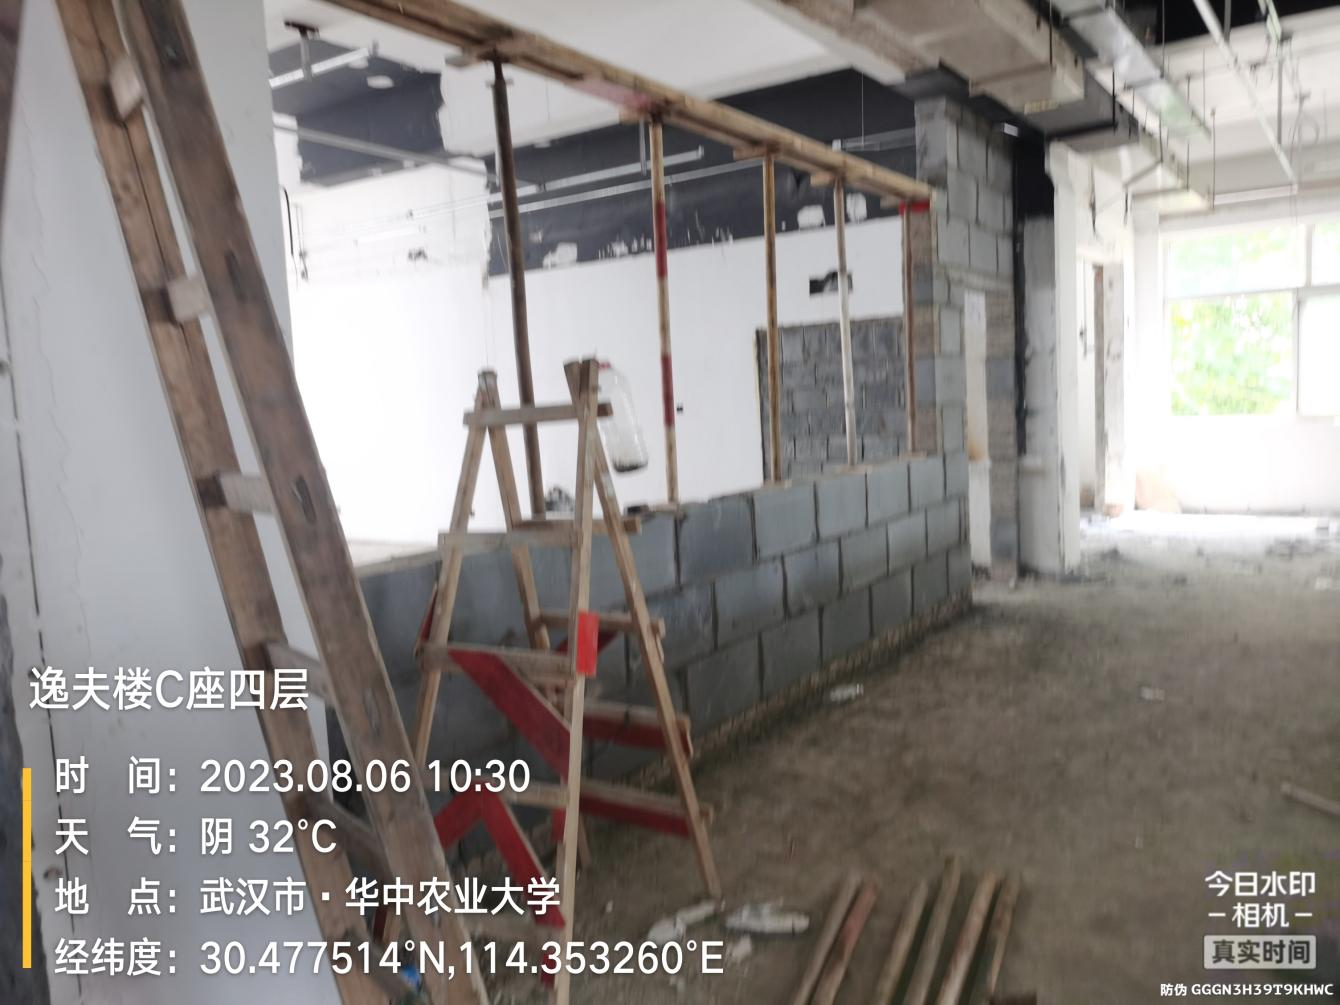 逸夫楼C座四层
时 间：2023.08.06 10:30
天 气：阴 32°C
地 点：武汉市·华中农业大学
经纬度：30.477514°N,114.353260°E
今日水印
-相机-
真实时间
防伪 GGGN3H39T9KHWC